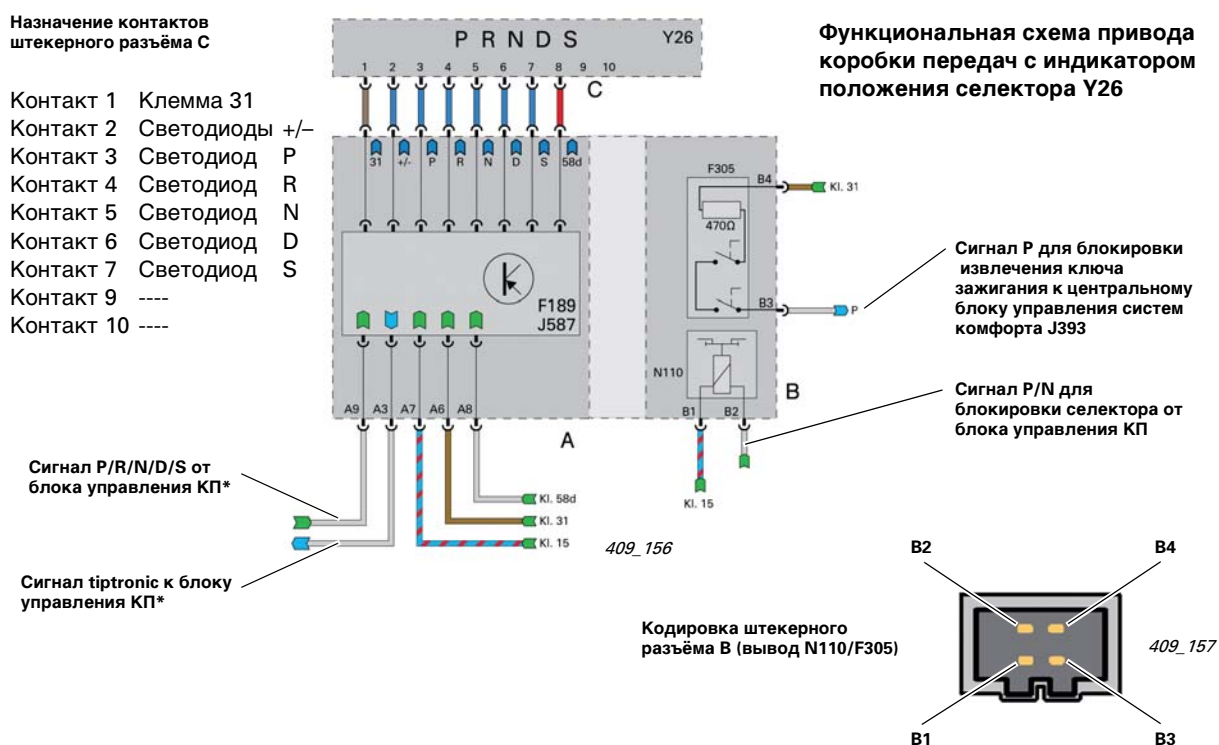 Назначение контактов
штекерного разъёма C
Контакт 1 Клемма 31
Контакт 2 Светодиоды +/–
Контакт 3 Светодиод P
Контакт 4 Светодиод R
Контакт 5 Светодиод N
Контакт 6 Светодиод D
Контакт 7 Светодиод S
Контакт 9 ----
Контакт 10 ----
Функциональная схема привода
коробки передач с индикатором
положения селектора Y26
P R N D S Y26
1 2 3 4 5 6 7 8 9 10
C
31 +/- P R N D S 58d
F189
J587
A9 A3 A7 A6 A8
A
F305
B4
Kl. 31
470Ω
B3
P
N110
B
B1 B2
Kl. 15
Kl. 58d
Kl. 31
Kl. 15
Сигнал P для блокировки
извлечения ключа
зажигания к центральному
блоку управления систем
комфорта J393
Сигнал P/N для
блокировки селектора от
блока управления КП
Сигнал P/R/N/D/S от
блока управления КП*
Сигнал tiptronic к блоку
управления КП*
409_156
Кодировка штекерного
разъёма B (вывод N110/F305)
B2 B4
409_157
B1 B3